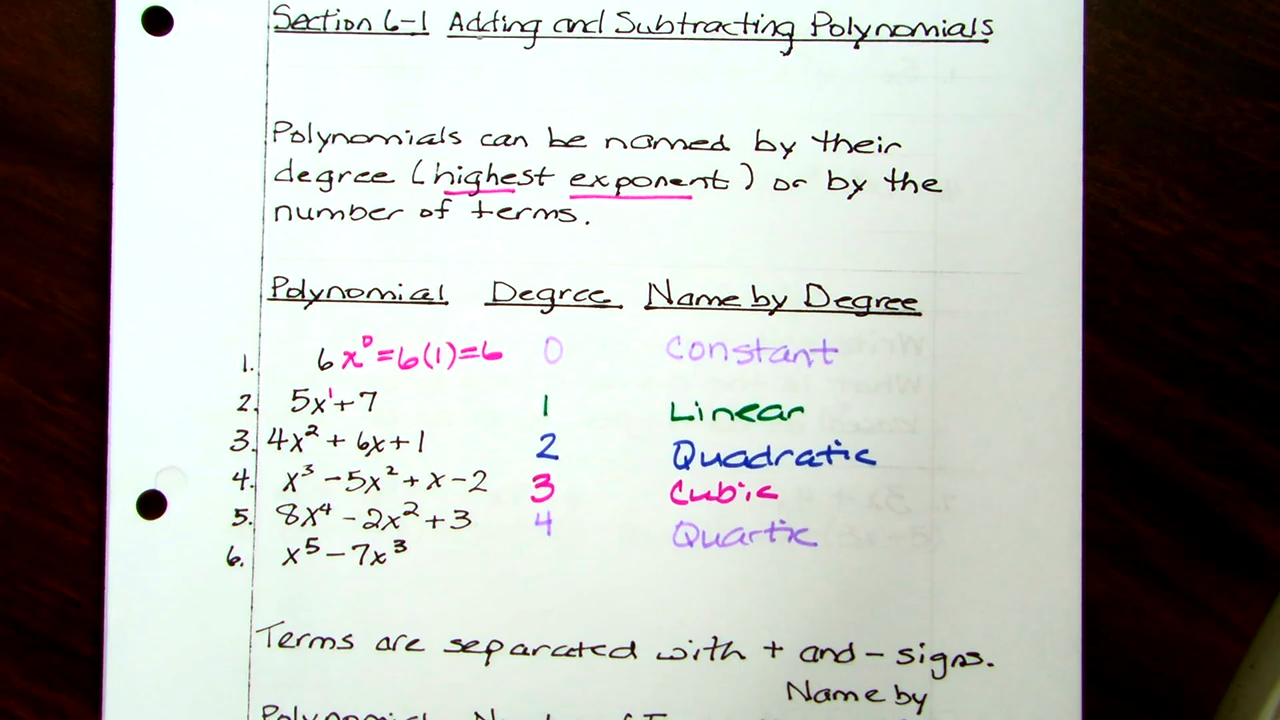 Section 6-1 Adding and Subtracting Polynomials
Polynomials can be named by their
degree (highest exponent) or by the
number of terms.
Polynomial Degree Name by Degree
1. 6x⁰=6(1)=6 0 Constant
2. 5x¹+7 1 Linear
3. 4x² + 6x+1 2 Quadratic
4. x³ -5x² + x -2 3 Cubic
5. 8x⁴ - 2x² +3 4 Quartic
6. x⁵ - 7x³
Terms are separated with + and - signs.
Name by